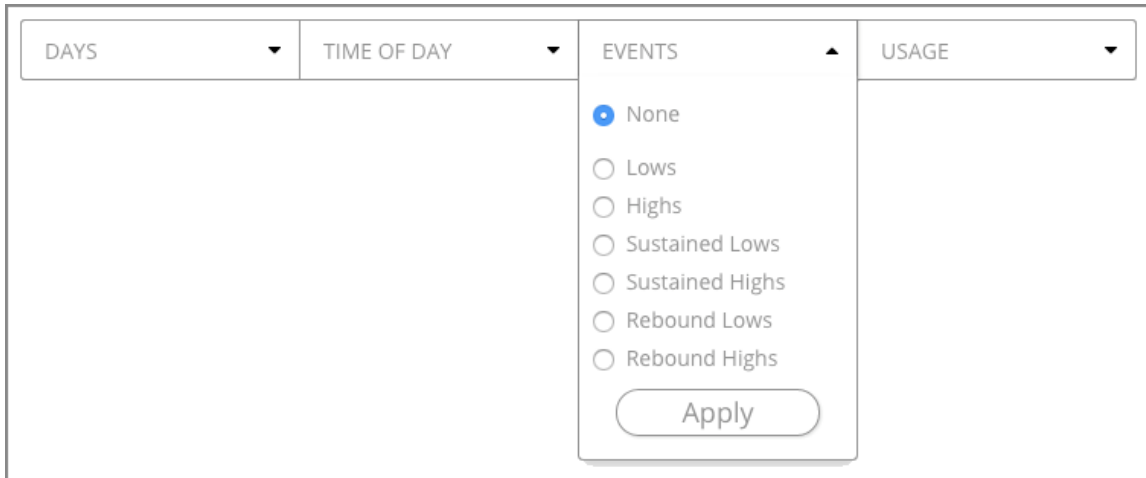 DAYS TIME OF DAY EVENTS USAGE
None
Lows
Highs
Sustained Lows
Sustained Highs
Rebound Lows
Rebound Highs
Apply